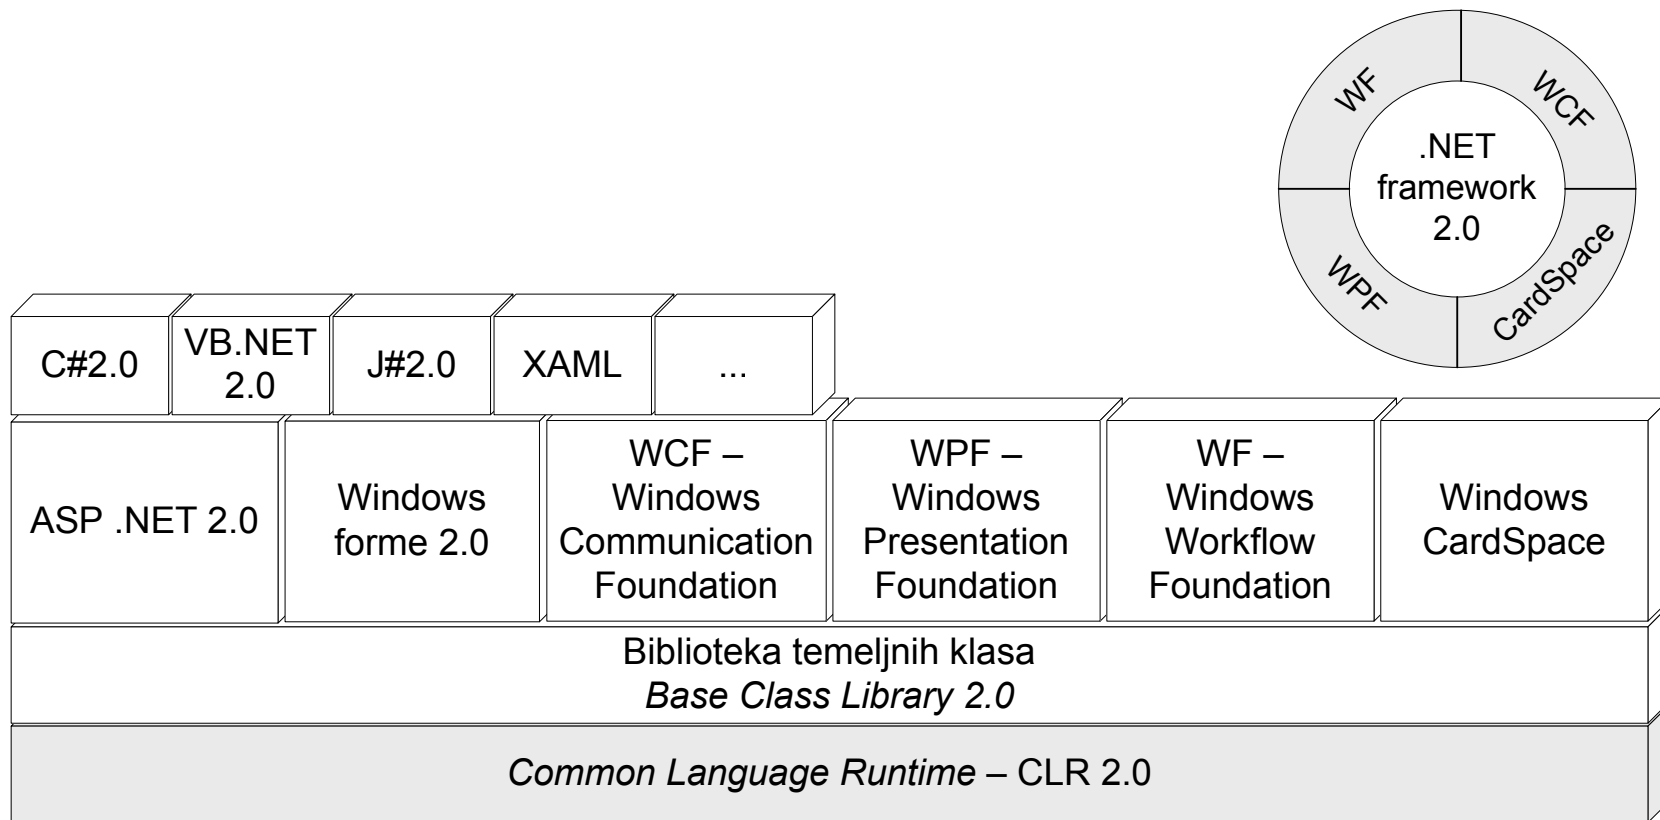 WF
WCF
.NET
framework
2.0
WPF
CardSpace
C#2.0
VB.NET
2.0
J#2.0
XAML
...
ASP .NET 2.0
Windows
forme 2.0
WCF –
Windows
Communication
Foundation
WPF –
Windows
Presentation
Foundation
WF –
Windows
Workflow
Foundation
Windows
CardSpace
Biblioteka temeljnih klasa
Base Class Library 2.0
Common Language Runtime – CLR 2.0